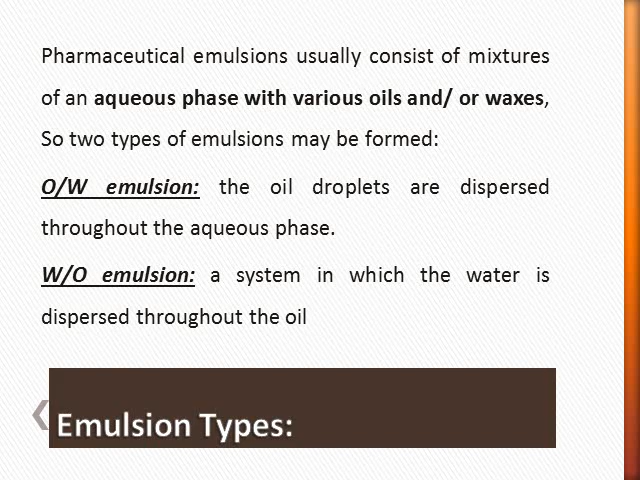 Pharmaceutical emulsions usually consist of mixtures
of an aqueous phase with various oils and/ or waxes,
So two types of emulsions may be formed:
O/W emulsion: the oil droplets are dispersed
throughout the aqueous phase.
W/O emulsion: a system in which the water is
dispersed throughout the oil
Emulsion Types: